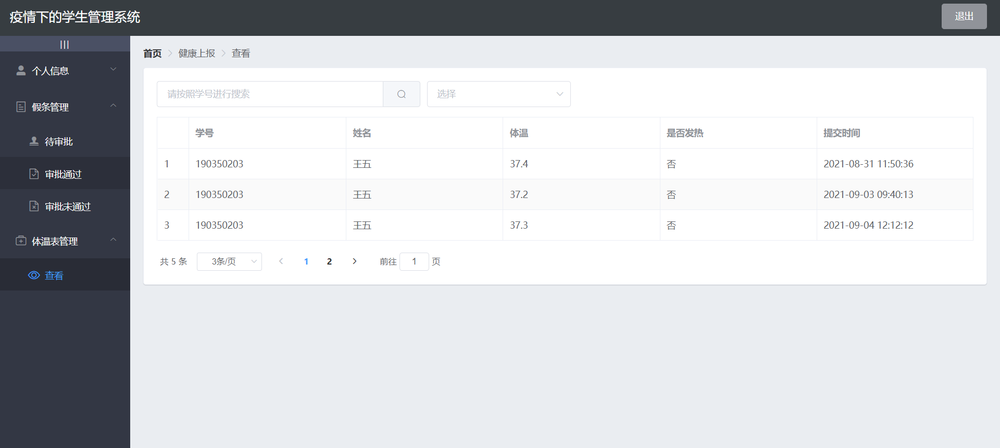 疫情下的学生管理系统
退出
|||
个人信息
假条管理
待审批
审批通过
审批未通过
体温表管理
查看
首页 健康上报 查看
请按照学号进行搜索 选择
学号 姓名 体温 是否发热 提交时间
1 190350203 王五 37.4 否 2021-08-31 11:50:36
2 190350203 王五 37.2 否 2021-09-03 09:40:13
3 190350203 王五 37.3 否 2021-09-04 12:12:12
共 5 条 3条/页 1 2 前往 1 页